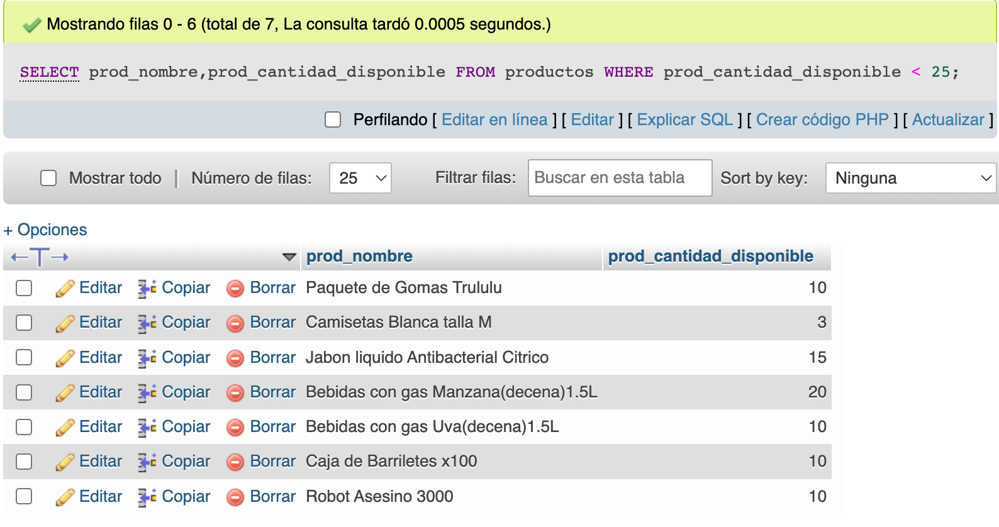 Mostrando filas 0 - 6 (total de 7, La consulta tardó 0.0005 segundos.)
SELECT prod_nombre,prod_cantidad_disponible FROM productos WHERE prod_cantidad_disponible < 25;
Perfilando [ Editar en línea ] [ Editar ] [ Explicar SQL ] [ Crear código PHP ] [ Actualizar ]
Mostrar todo | Número de filas: 25 Filtrar filas: Buscar en esta tabla Sort by key: Ninguna
+ Opciones
←T→ prod_nombre prod_cantidad_disponible
Editar Copiar Borrar Paquete de Gomas Trululu 10
Editar Copiar Borrar Camisetas Blanca talla M 3
Editar Copiar Borrar Jabon liquido Antibacterial Citrico 15
Editar Copiar Borrar Bebidas con gas Manzana(decena)1.5L 20
Editar Copiar Borrar Bebidas con gas Uva(decena)1.5L 10
Editar Copiar Borrar Caja de Barriletes x100 10
Editar Copiar Borrar Robot Asesino 3000 10